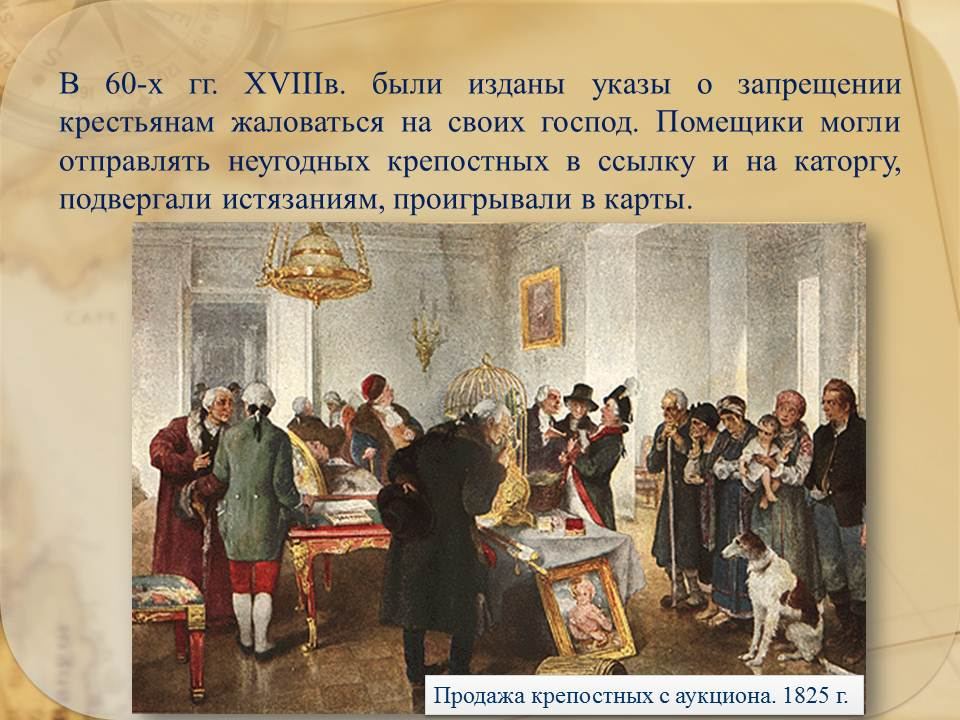 В 60-х гг. XVIIIв. были изданы указы о запрещении
крестьянам жаловаться на своих господ. Помещики могли
отправлять неугодных крепостных в ссылку и на каторгу,
подвергали истязаниям, проигрывали в карты.
Продажа крепостных с аукциона. 1825 г.